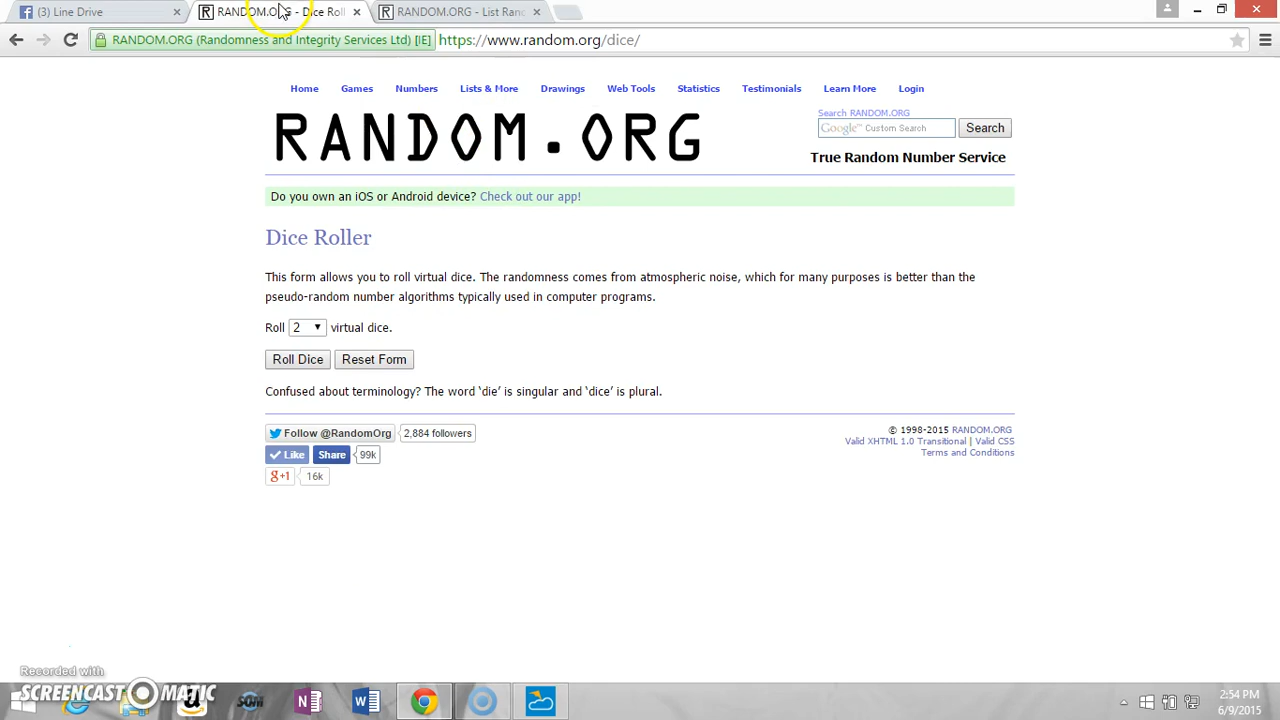 (3) Line Drive
RANDOM.ORG - Dice Roll
RANDOM.ORG - List Ranc
RANDOM.ORG (Randomness and Integrity Services Ltd) [IE]
https://www.random.org/dice/
Home Games Numbers Lists & More Drawings Web Tools Statistics Testimonials Learn More Login
RANDOM.ORG
Search RANDOM.ORG
Google™ Custom Search
Search
True Random Number Service
Do you own an iOS or Android device? Check out our app!
Dice Roller
This form allows you to roll virtual dice. The randomness comes from atmospheric noise, which for many purposes is better than the
pseudo-random number algorithms typically used in computer programs.
Roll 2 virtual dice.
Roll Dice Reset Form
Confused about terminology? The word ‘die’ is singular and ‘dice’ is plural.
Follow @RandomOrg 2,884 followers
Like Share 99k
g+1 16k
© 1998-2015 RANDOM.ORG
Valid XHTML 1.0 Transitional | Valid CSS
Terms and Conditions
Recorded with
SCREENCAST-O-MATIC
2:54 PM
6/9/2015